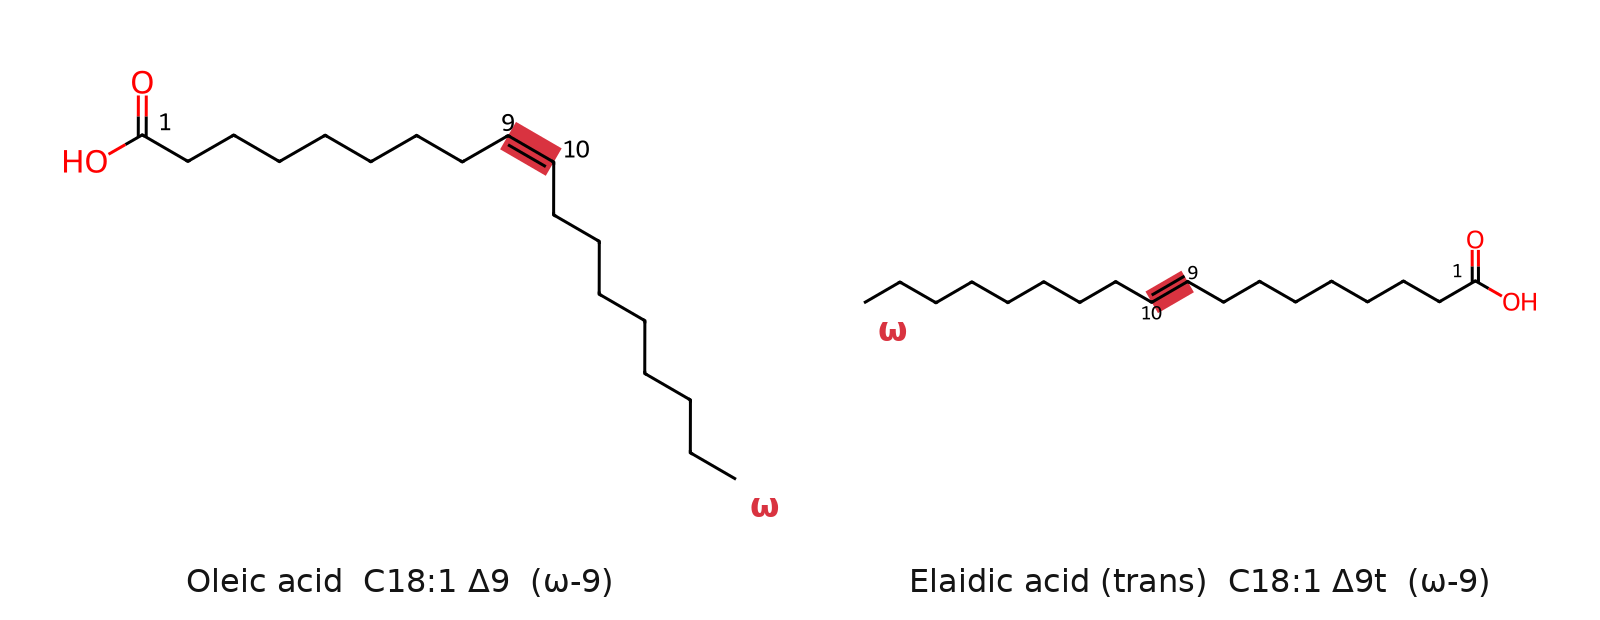 O
1
HO
9
10
ω
Oleic acid C18:1 Δ9 (ω-9)
O
1
OH
9
10
ω
Elaidic acid (trans) C18:1 Δ9t (ω-9)